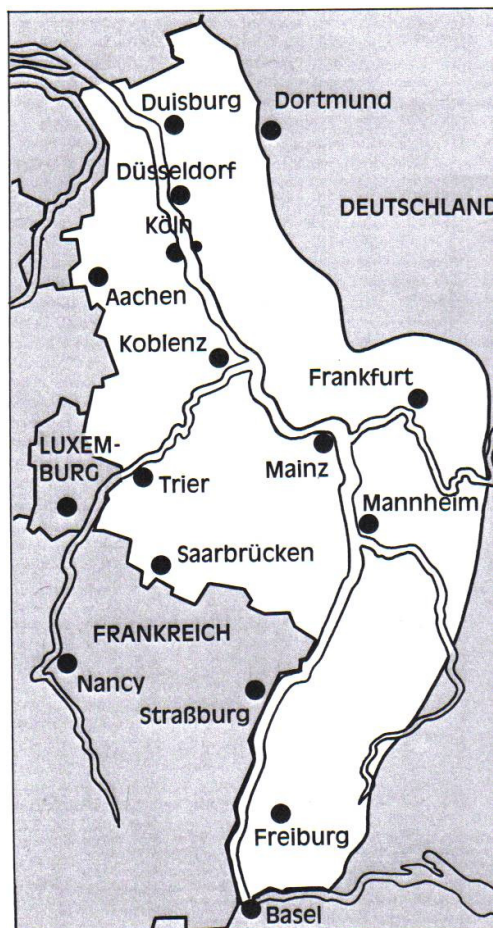 Duisburg
Dortmund
Düsseldorf
DEUTSCHLAND
Köln
Aachen
Koblenz
Frankfurt
LUXEM-
BURG
Trier
Mainz
Mannheim
Saarbrücken
FRANKREICH
Nancy
Straßburg
Freiburg
Basel